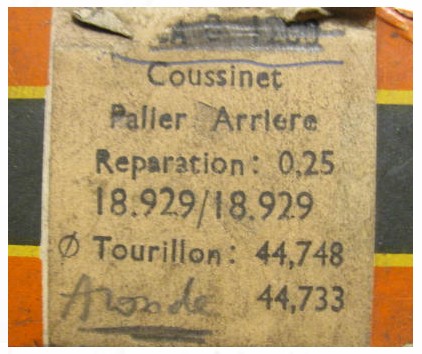 Coussinet
Palier Arriere
Reparation: 0,25
18.929/18.929
Ø Tourillon: 44,748
Aronde 44,733